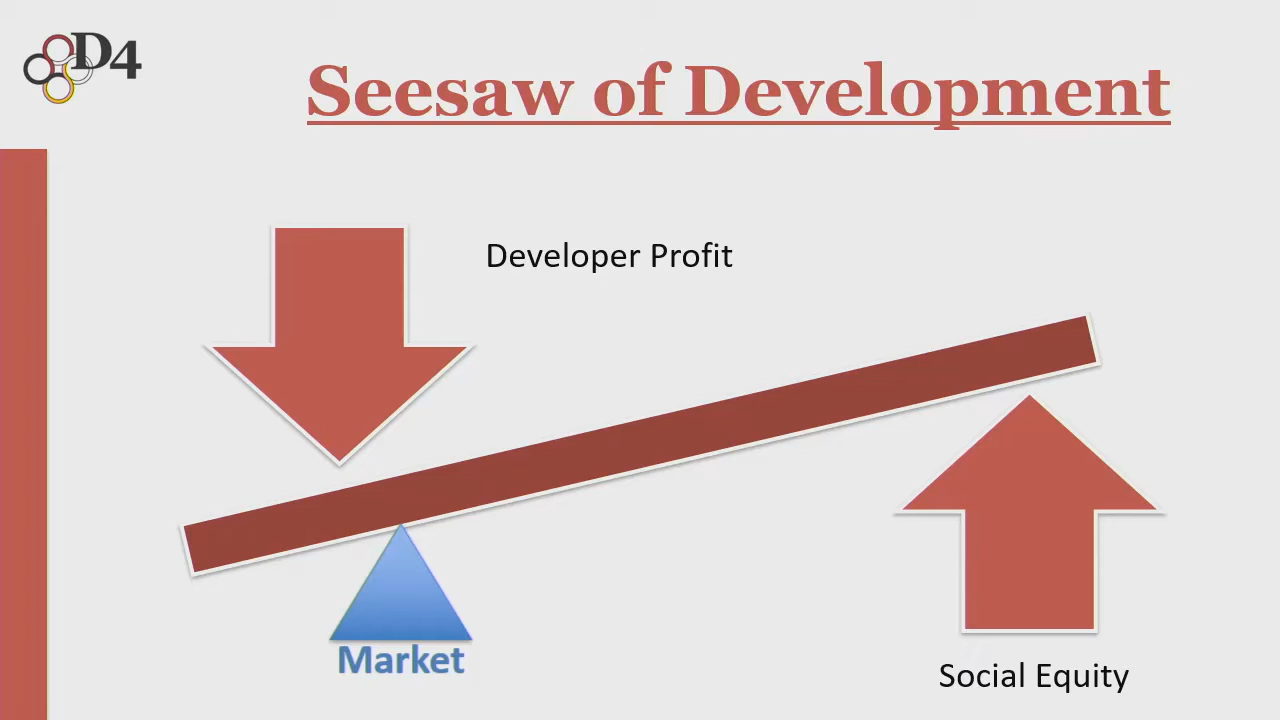 D4
Seesaw of Development
Developer Profit
Market
Social Equity